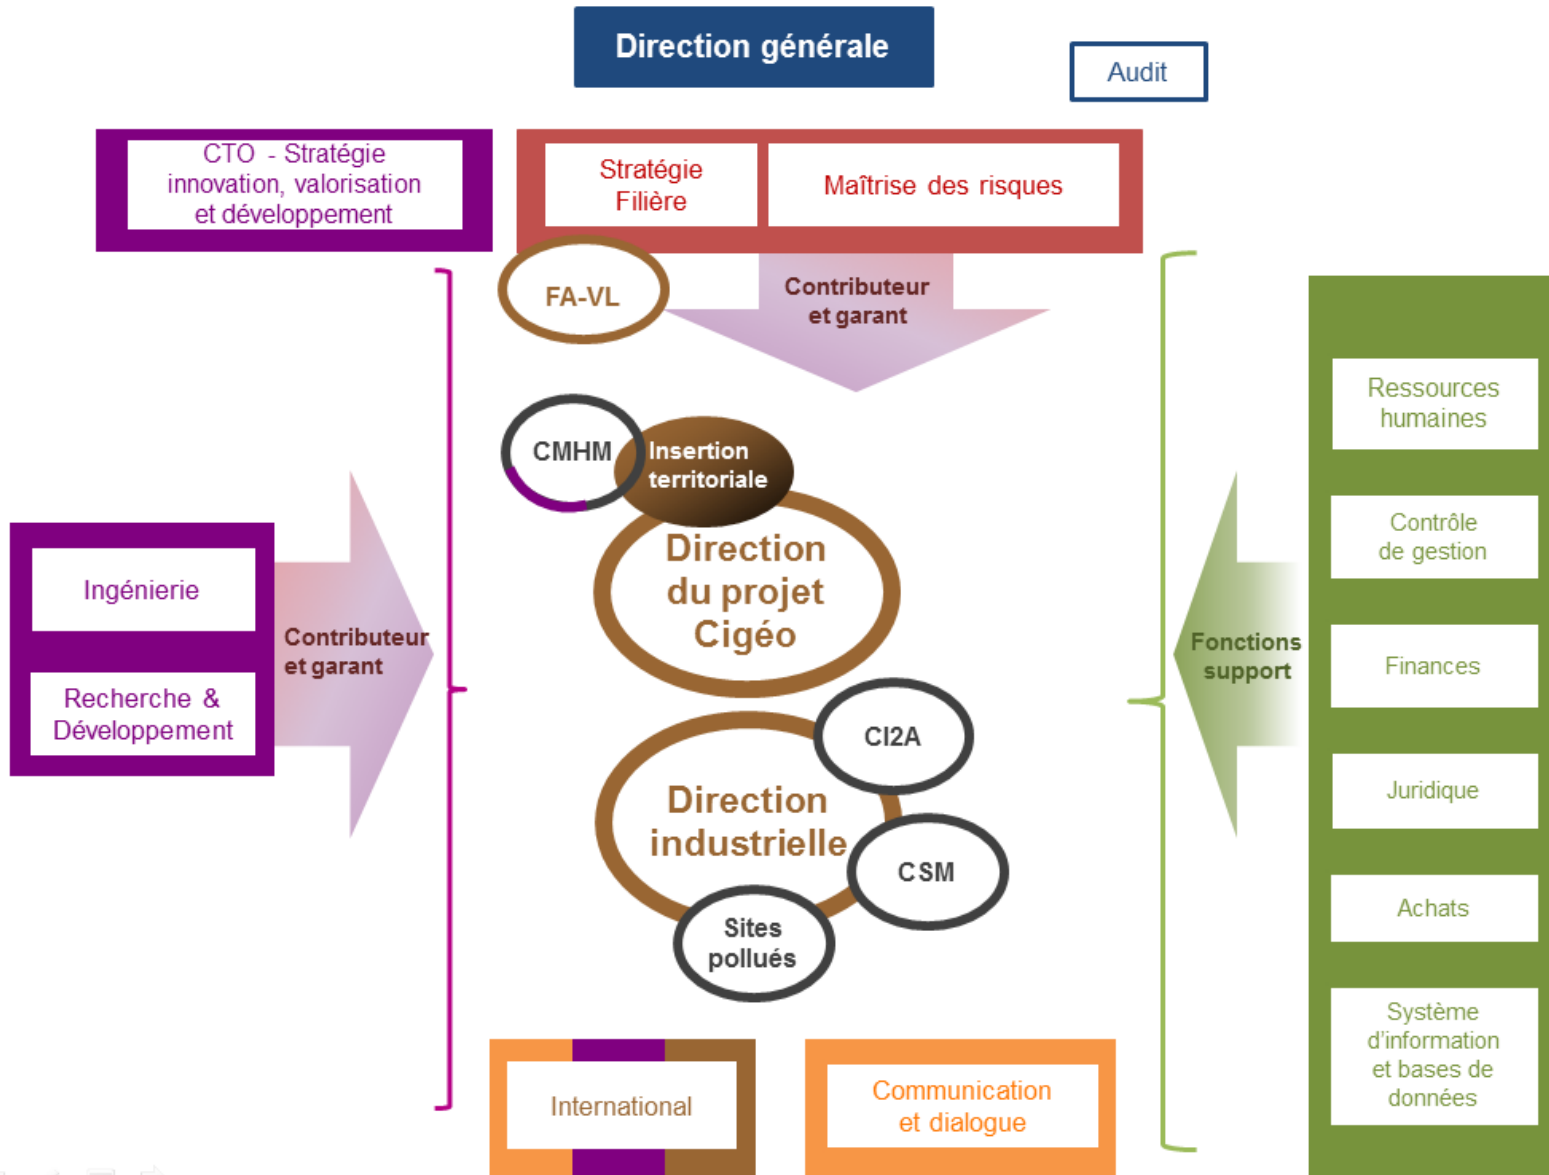 Direction générale
Audit
CTO - Stratégie
innovation, valorisation
et développement
Stratégie
Filière
Maîtrise des risques
FA-VL
Contributeur
et garant
CMHM
Insertion
territoriale
Direction
du projet
Cigéo
Ingénierie
Recherche &
Développement
Contributeur
et garant
CI2A
Direction
industrielle
CSM
Sites
pollués
Fonctions
support
Ressources
humaines
Contrôle
de gestion
Finances
Juridique
Achats
Système
d'information
et bases de
données
International
Communication
et dialogue